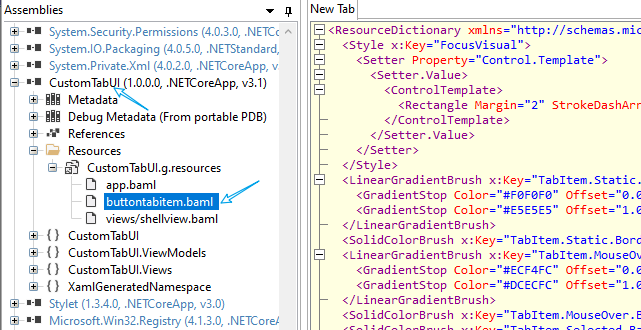 Assemblies
System.Security.Permissions (4.0.3.0, .NETCore
System.IO.Packaging (4.0.5.0, .NETStandard,
System.Private.Xml (4.0.2.0, .NETCoreApp, v
CustomTabUI (1.0.0.0, .NETCoreApp, v3.1)
Metadata
Debug Metadata (From portable PDB)
References
Resources
CustomTabUI.g.resources
app.baml
buttontabitem.baml
views/shellview.baml
CustomTabUI
CustomTabUI.ViewModels
CustomTabUI.Views
XamlGeneratedNamespace
Stylet (1.3.4.0, .NETCoreApp, v3.0)
Microsoft.Win32.Registry (4.1.3.0, .NETCoreA
New Tab
<ResourceDictionary xmlns="http://schemas.mic
<Style x:Key="FocusVisual">
<Setter Property="Control.Template">
<Setter.Value>
<ControlTemplate>
<Rectangle Margin="2" StrokeDashArr
</ControlTemplate>
</Setter.Value>
</Setter>
</Style>
<LinearGradientBrush x:Key="TabItem.Static.
<GradientStop Color="#F0F0F0" Offset="0.0
<GradientStop Color="#E5E5E5" Offset="1.0
</LinearGradientBrush>
<SolidColorBrush x:Key="TabItem.Static.Bord
<LinearGradientBrush x:Key="TabItem.MouseOv
<GradientStop Color="#ECF4FC" Offset="0.0
<GradientStop Color="#DCECFC" Offset="1.0
</LinearGradientBrush>
<SolidColorBrush x:Key="TabItem.MouseOver.B